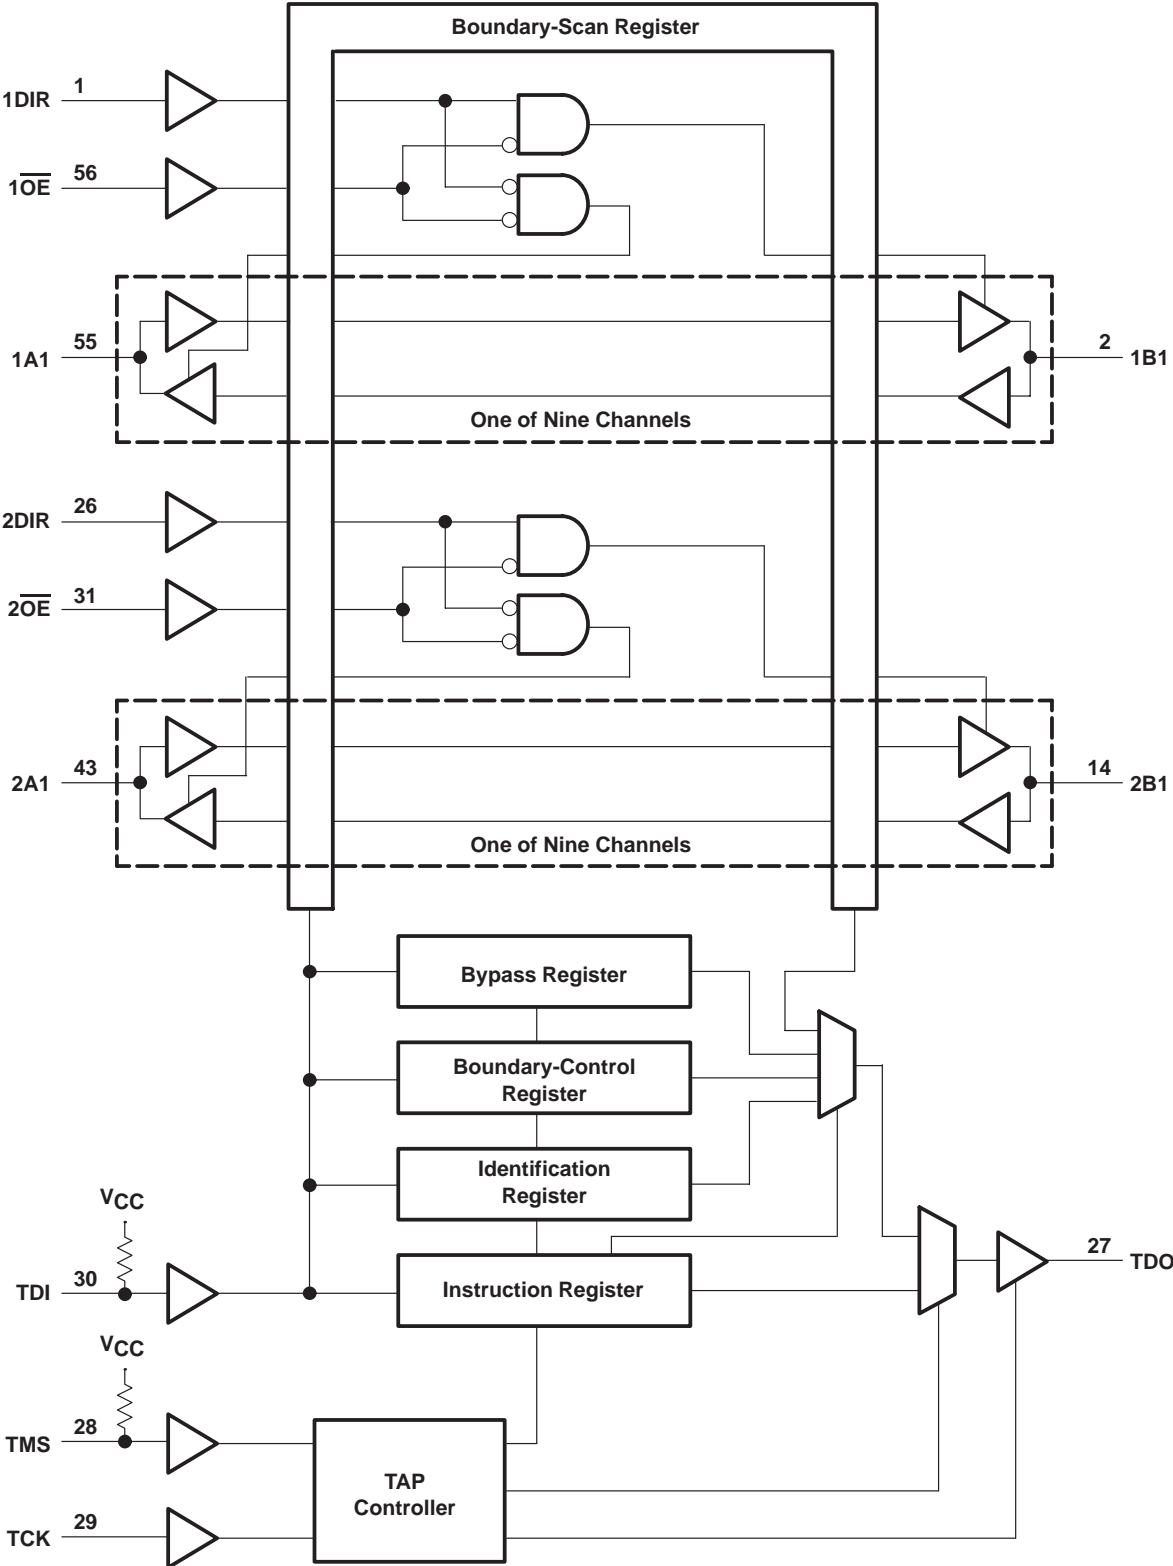 Boundary-Scan Register
1DIR 1
1O̅E̅ 56
1A1 55
2 1B1
One of Nine Channels
2DIR 26
2O̅E̅ 31
2A1 43
14 2B1
One of Nine Channels
Bypass Register
Boundary-Control
Register
Identification
Register
VCC
TDI 30
Instruction Register
27 TDO
VCC
TMS 28
TAP
Controller
TCK 29